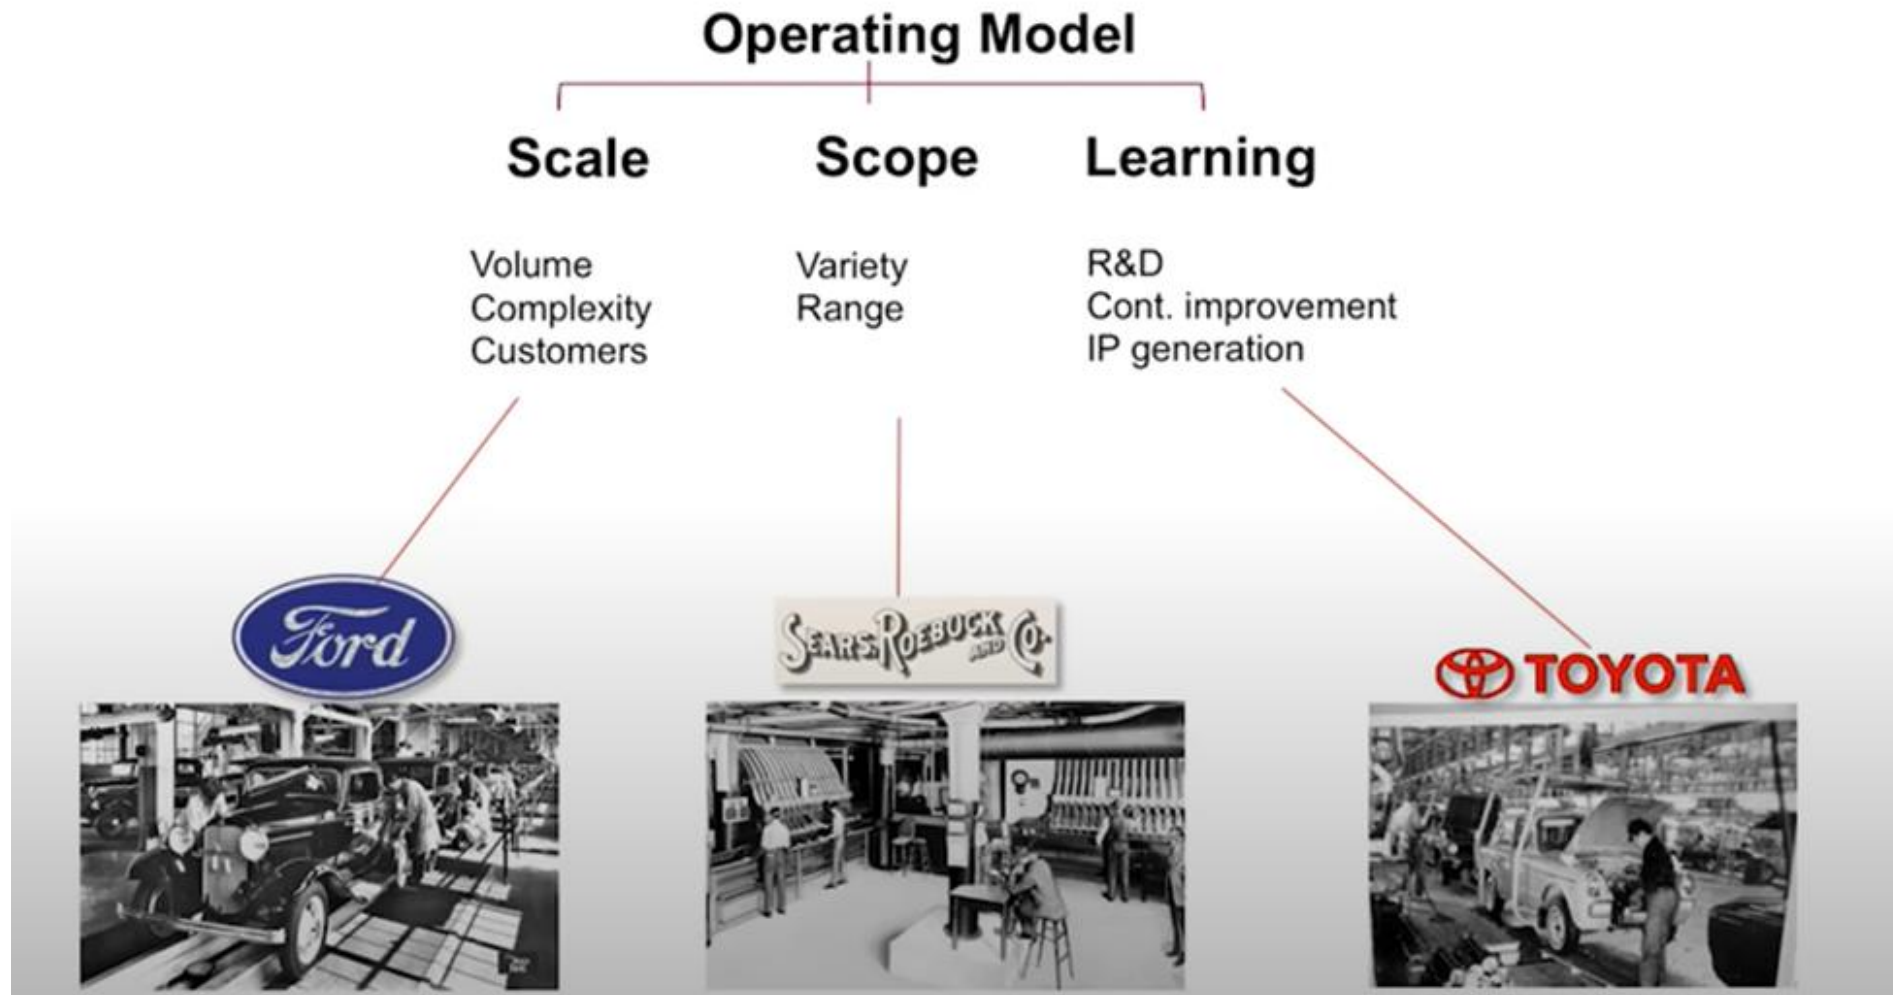 Operating Model
Scale
Scope
Learning
Volume
Complexity
Customers
Variety
Range
R&D
Cont. improvement
IP generation
Ford
SEARS, ROEBUCK AND CO.
TOYOTA